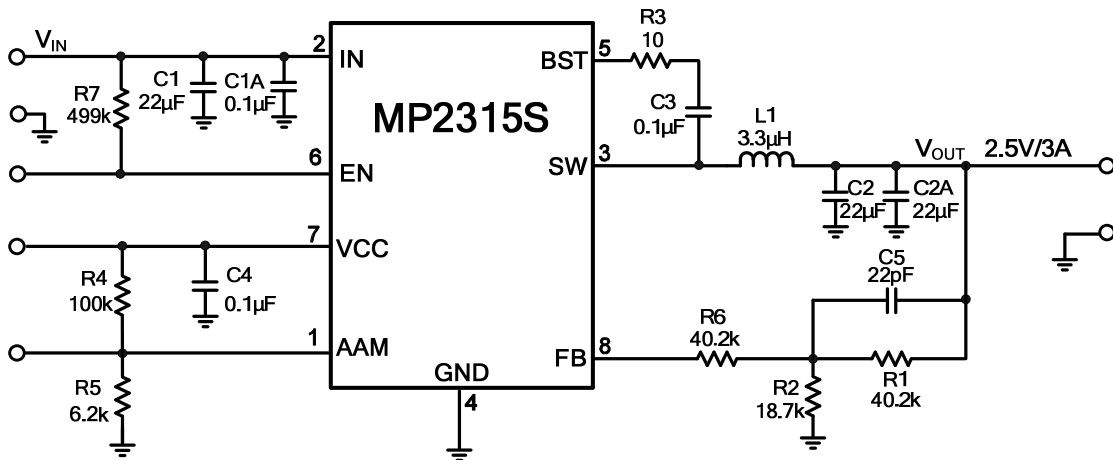 V_IN
R7
499k
C1
22µF
C1A
0.1µF
2
IN
6
EN
7
VCC
R4
100k
C4
0.1µF
1
AAM
R5
6.2k
MP2315S
GND
4
5
BST
R3
10
C3
0.1µF
3
SW
L1
3.3µH
V_OUT 2.5V/3A
C2
22µF
C2A
22µF
C5
22pF
8
FB
R6
40.2k
R2
18.7k
R1
40.2k